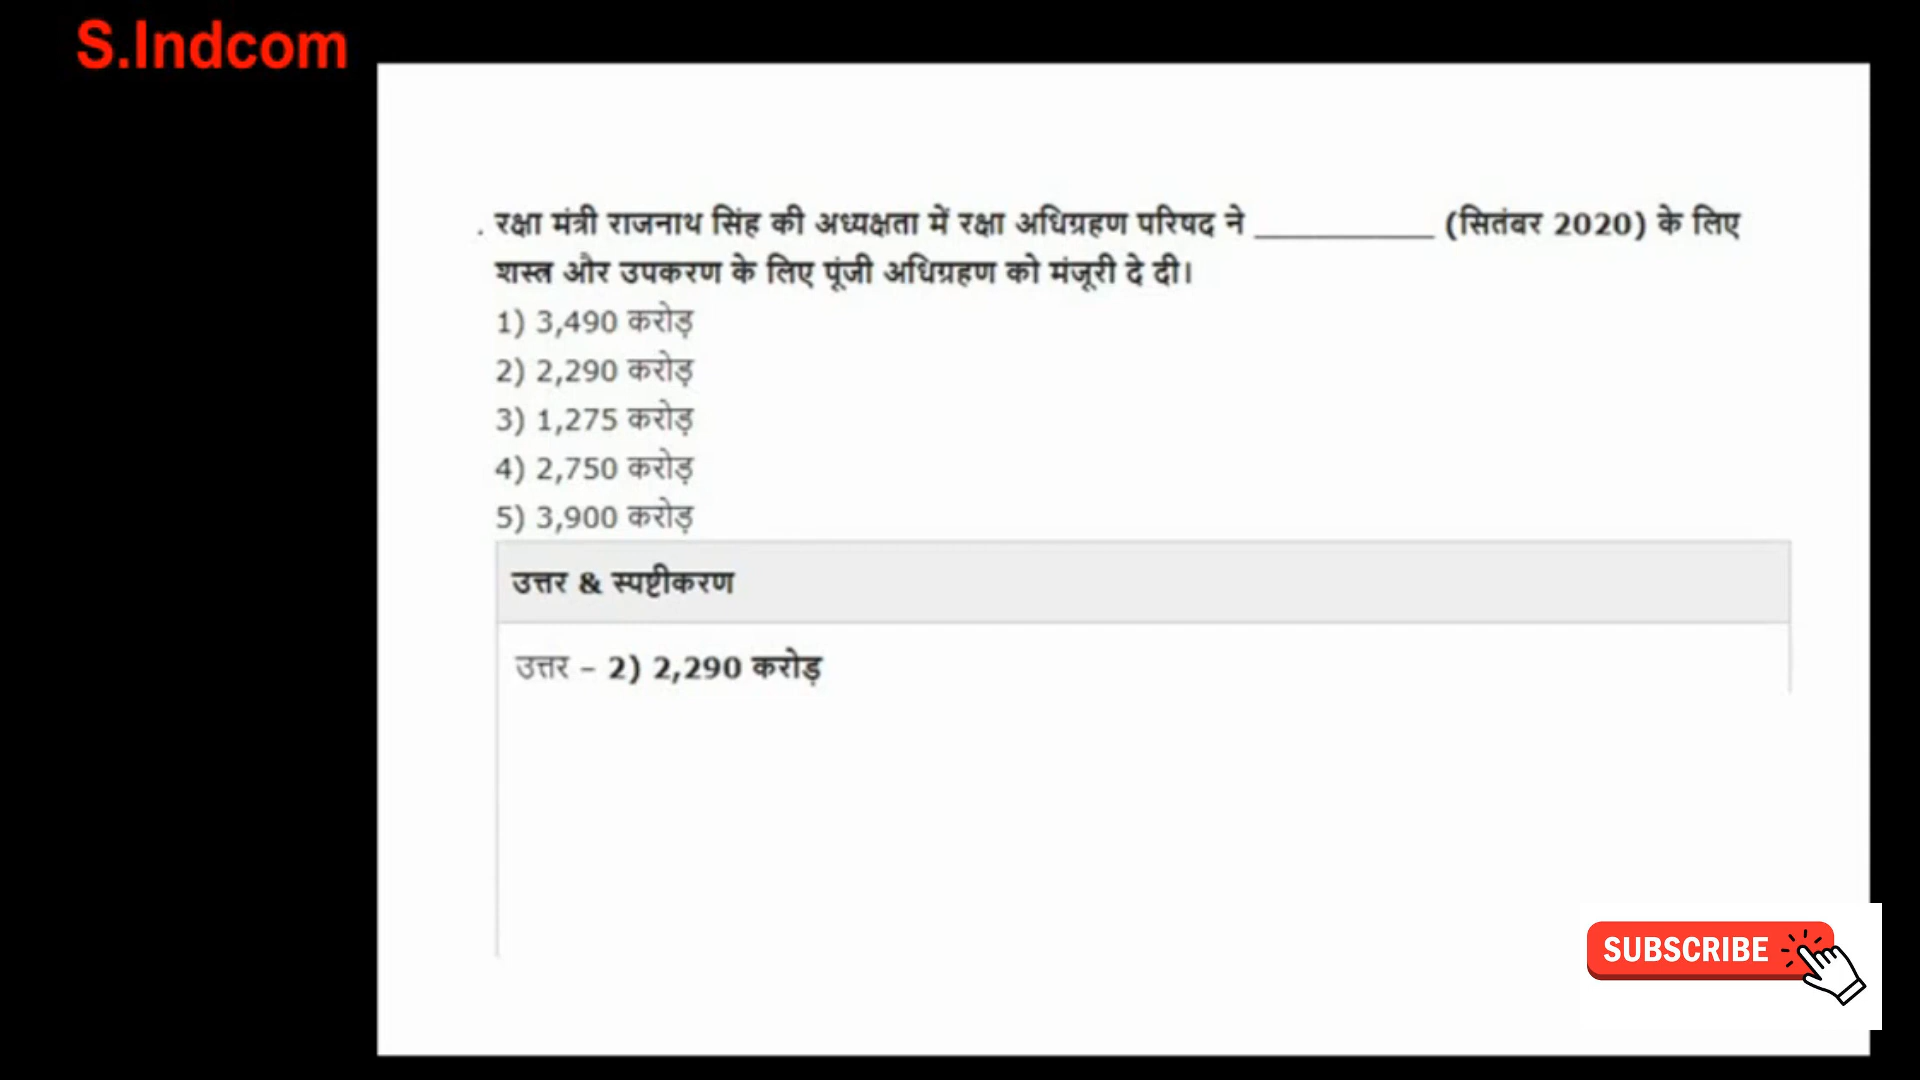 S.Indcom
. रक्षा मंत्री राजनाथ सिंह की अध्यक्षता में रक्षा अधिग्रहण परिषद ने ___________ (सितंबर 2020) के लिए
शस्त्र और उपकरण के लिए पूंजी अधिग्रहण को मंजूरी दे दी।
1) 3,490 करोड़
2) 2,290 करोड़
3) 1,275 करोड़
4) 2,750 करोड़
5) 3,900 करोड़
उत्तर & स्पष्टीकरण
उत्तर – 2) 2,290 करोड़
SUBSCRIBE